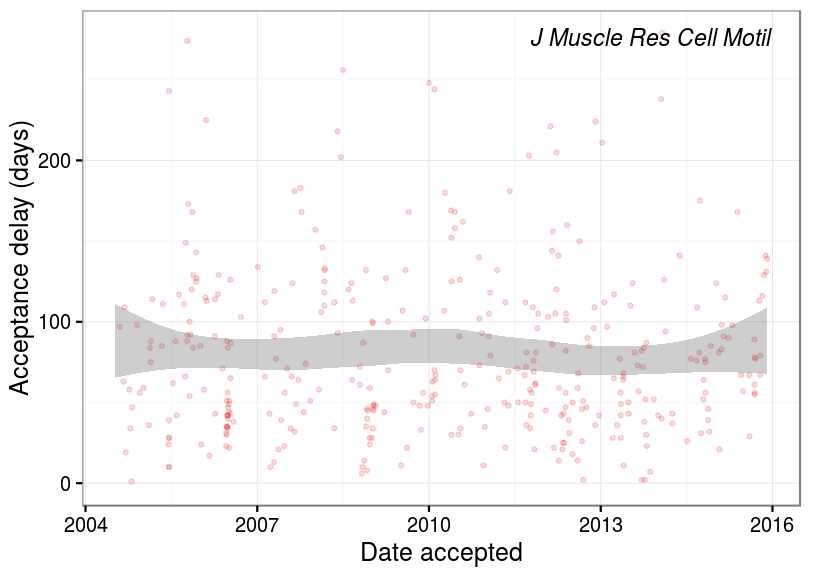 J Muscle Res Cell Motil
Acceptance delay (days)
200
100
0
2004 2007 2010 2013 2016
Date accepted